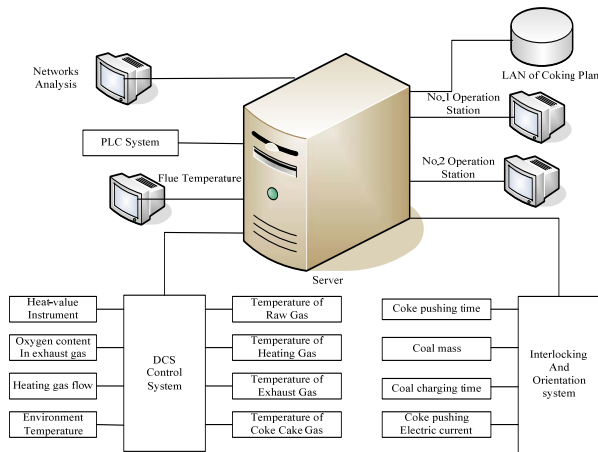 Networks
Analysis
LAN of Coking Plan
No.1 Operation
Station
PLC System
No.2 Operation
Station
Flue Temperature
Server
Heat-value
Instrument
Oxygen content
In exhaust gas
Heating gas flow
Environment
Temperature
DCS
Control
System
Temperature of
Raw Gas
Temperature of
Heating Gas
Temperature of
Exhaust Gas
Temperature of
Coke Cake Gas
Coke pushing time
Coal mass
Coal charging time
Coke pushing
Electric current
Interlocking
And
Orientation
system